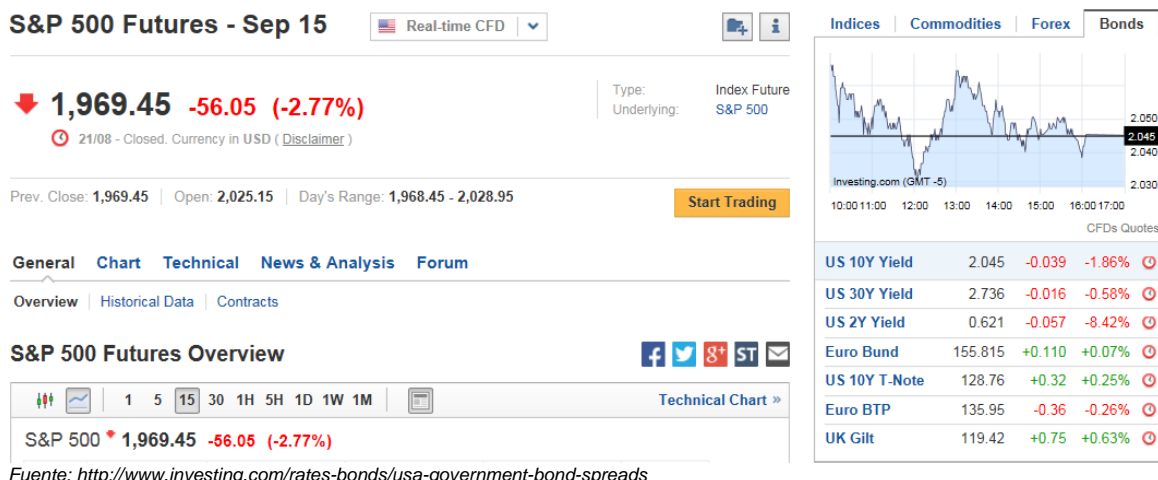 S&P 500 Futures - Sep 15
Real-time CFD
1,969.45 -56.05 (-2.77%)
21/08 - Closed. Currency in USD ( Disclaimer )
Type: Index Future
Underlying: S&P 500
Prev. Close: 1,969.45 Open: 2,025.15 Day's Range: 1,968.45 - 2,028.95
Start Trading
General Chart Technical News & Analysis Forum
Overview Historical Data Contracts
S&P 500 Futures Overview
g+ ST
1 5 15 30 1H 5H 1D 1W 1M
Technical Chart »
S&P 500 1,969.45 -56.05 (-2.77%)
Indices Commodities Forex Bonds
2.050
2.045
2.040
2.030
Investing.com (GMT -5)
10:00 11:00 12:00 13:00 14:00 15:00 16:00 17:00
CFDs Quotes
US 10Y Yield 2.045 -0.039 -1.86%
US 30Y Yield 2.736 -0.016 -0.58%
US 2Y Yield 0.621 -0.057 -8.42%
Euro Bund 155.815 +0.110 +0.07%
US 10Y T-Note 128.76 +0.32 +0.25%
Euro BTP 135.95 -0.36 -0.26%
UK Gilt 119.42 +0.75 +0.63%
Fuente: http://www.investing.com/rates-bonds/usa-government-bond-spreads